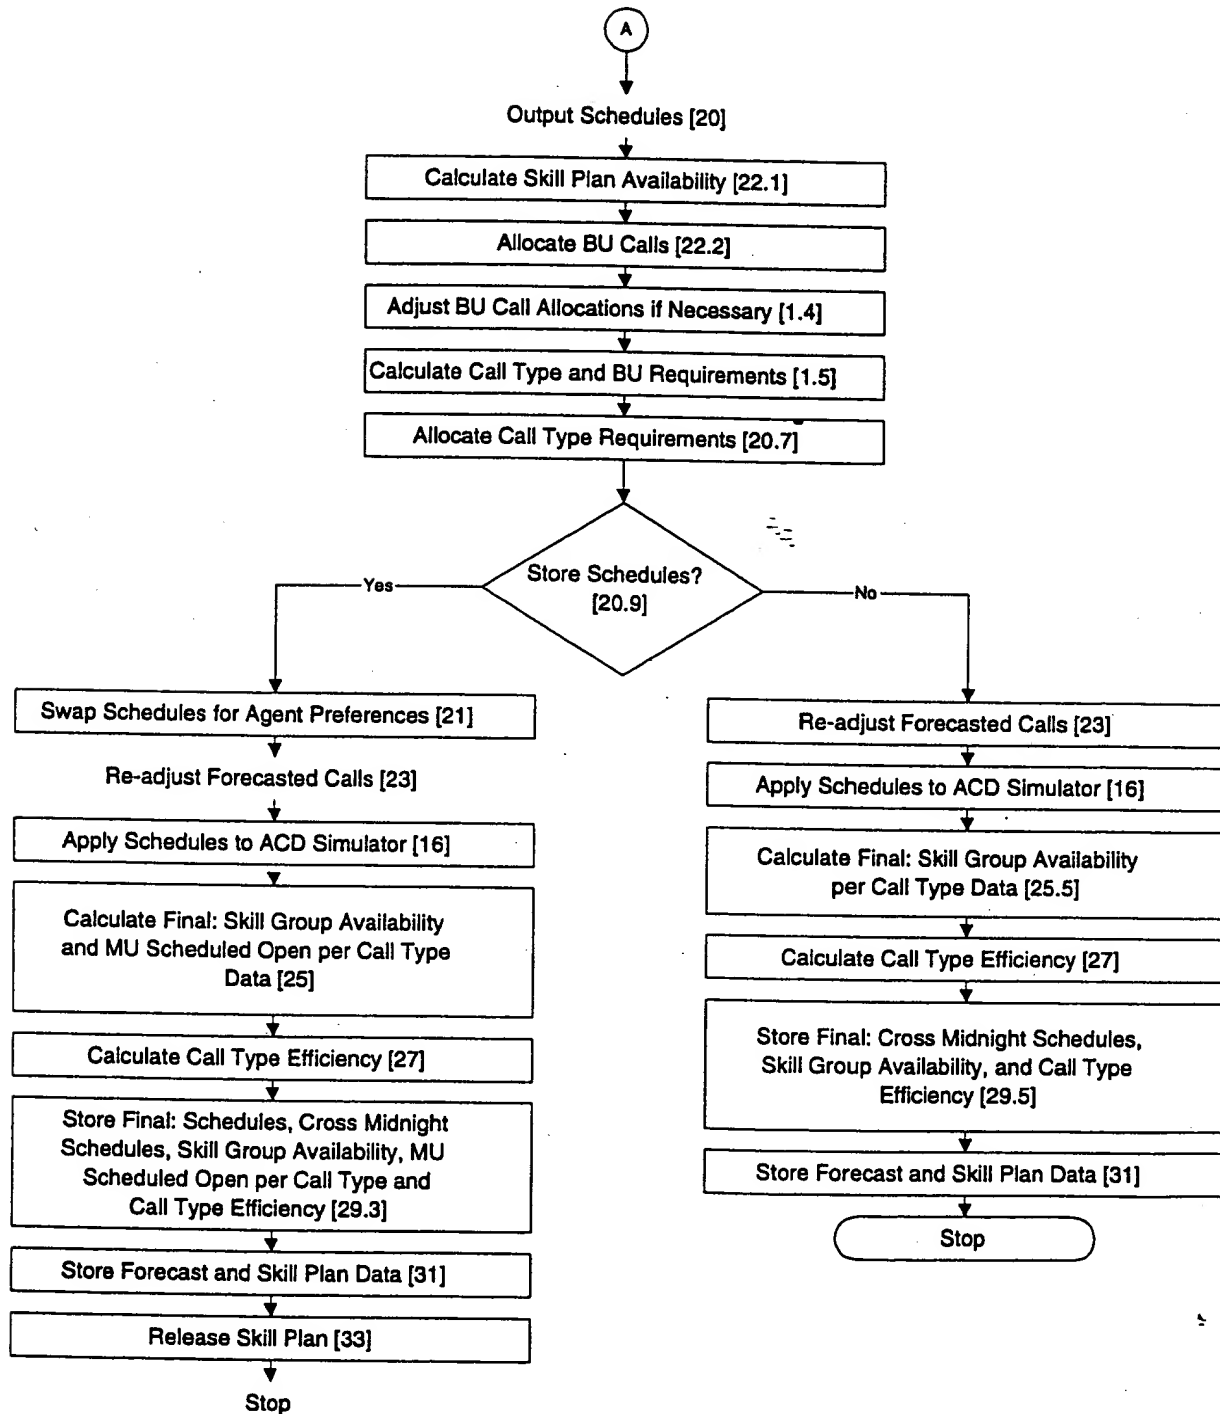 A
Output Schedules [20]
Calculate Skill Plan Availability [22.1]
Allocate BU Calls [22.2]
Adjust BU Call Allocations if Necessary [1.4]
Calculate Call Type and BU Requirements [1.5]
Allocate Call Type Requirements [20.7]
Store Schedules?
[20.9]
Yes
No
Swap Schedules for Agent Preferences [21]
Re-adjust Forecasted Calls [23]
Apply Schedules to ACD Simulator [16]
Calculate Final: Skill Group Availability
and MU Scheduled Open per Call Type
Data [25]
Calculate Call Type Efficiency [27]
Store Final: Schedules, Cross Midnight
Schedules, Skill Group Availability, MU
Scheduled Open per Call Type and
Call Type Efficiency [29.3]
Store Forecast and Skill Plan Data [31]
Release Skill Plan [33]
Stop
Re-adjust Forecasted Calls [23]
Apply Schedules to ACD Simulator [16]
Calculate Final: Skill Group Availability
per Call Type Data [25.5]
Calculate Call Type Efficiency [27]
Store Final: Cross Midnight Schedules,
Skill Group Availability, and Call Type
Efficiency [29.5]
Store Forecast and Skill Plan Data [31]
Stop